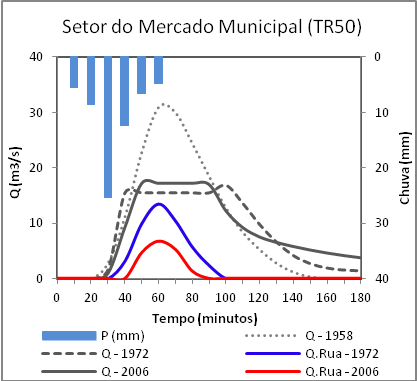 Setor do Mercado Municipal (TR50)
40
30
20
10
0
Q (m3/s)
0
10
20
30
40
Chuva (mm)
0 20 40 60 80 100 120 140 160 180
Tempo (minutos)
P (mm) Q - 1958
Q - 1972 Q.Rua - 1972
Q - 2006 Q.Rua - 2006